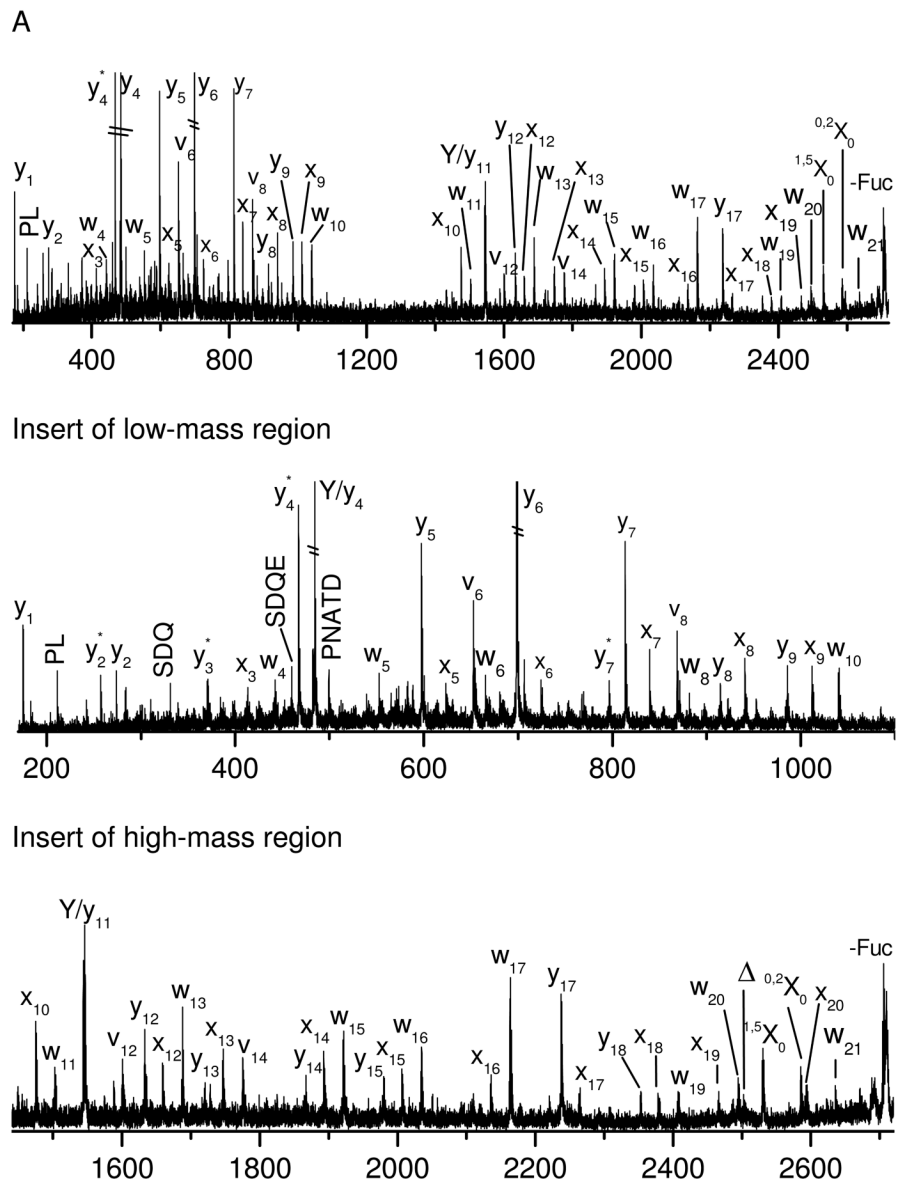 A
y4* y4 y5 y6 y7
y1 PL y2 w4 x3 w5 x5 v6 x6 x7 v8 y8 x8 y9 x9 w10
x10 w11 Y/y11 v12 y12 x12 w13 x13 v14 x14 w15 x15 w16 x16 w17 y17 x17 x18 w19 x19 w20 1,5X0 0,2X0 w21 -Fuc
400 800 1200 1600 2000 2400
Insert of low-mass region
y1 PL y2* y2 SDQ y3* x3 w4 SDQE y4* Y/y4 PNATD w5 y5 x5 v6 w6 y6 x6 y7* y7 x7 v8 w8 y8 x8 y9 x9 w10
200 400 600 800 1000
Insert of high-mass region
x10 w11 Y/y11 v12 y12 x12 w13 y13 x13 v14 y14 x14 w15 y15 x15 w16 x16 w17 y17 x17 y18 x18 w19 x19 w20 Δ 1,5X0 0,2X0 x20 w21 -Fuc
1600 1800 2000 2200 2400 2600